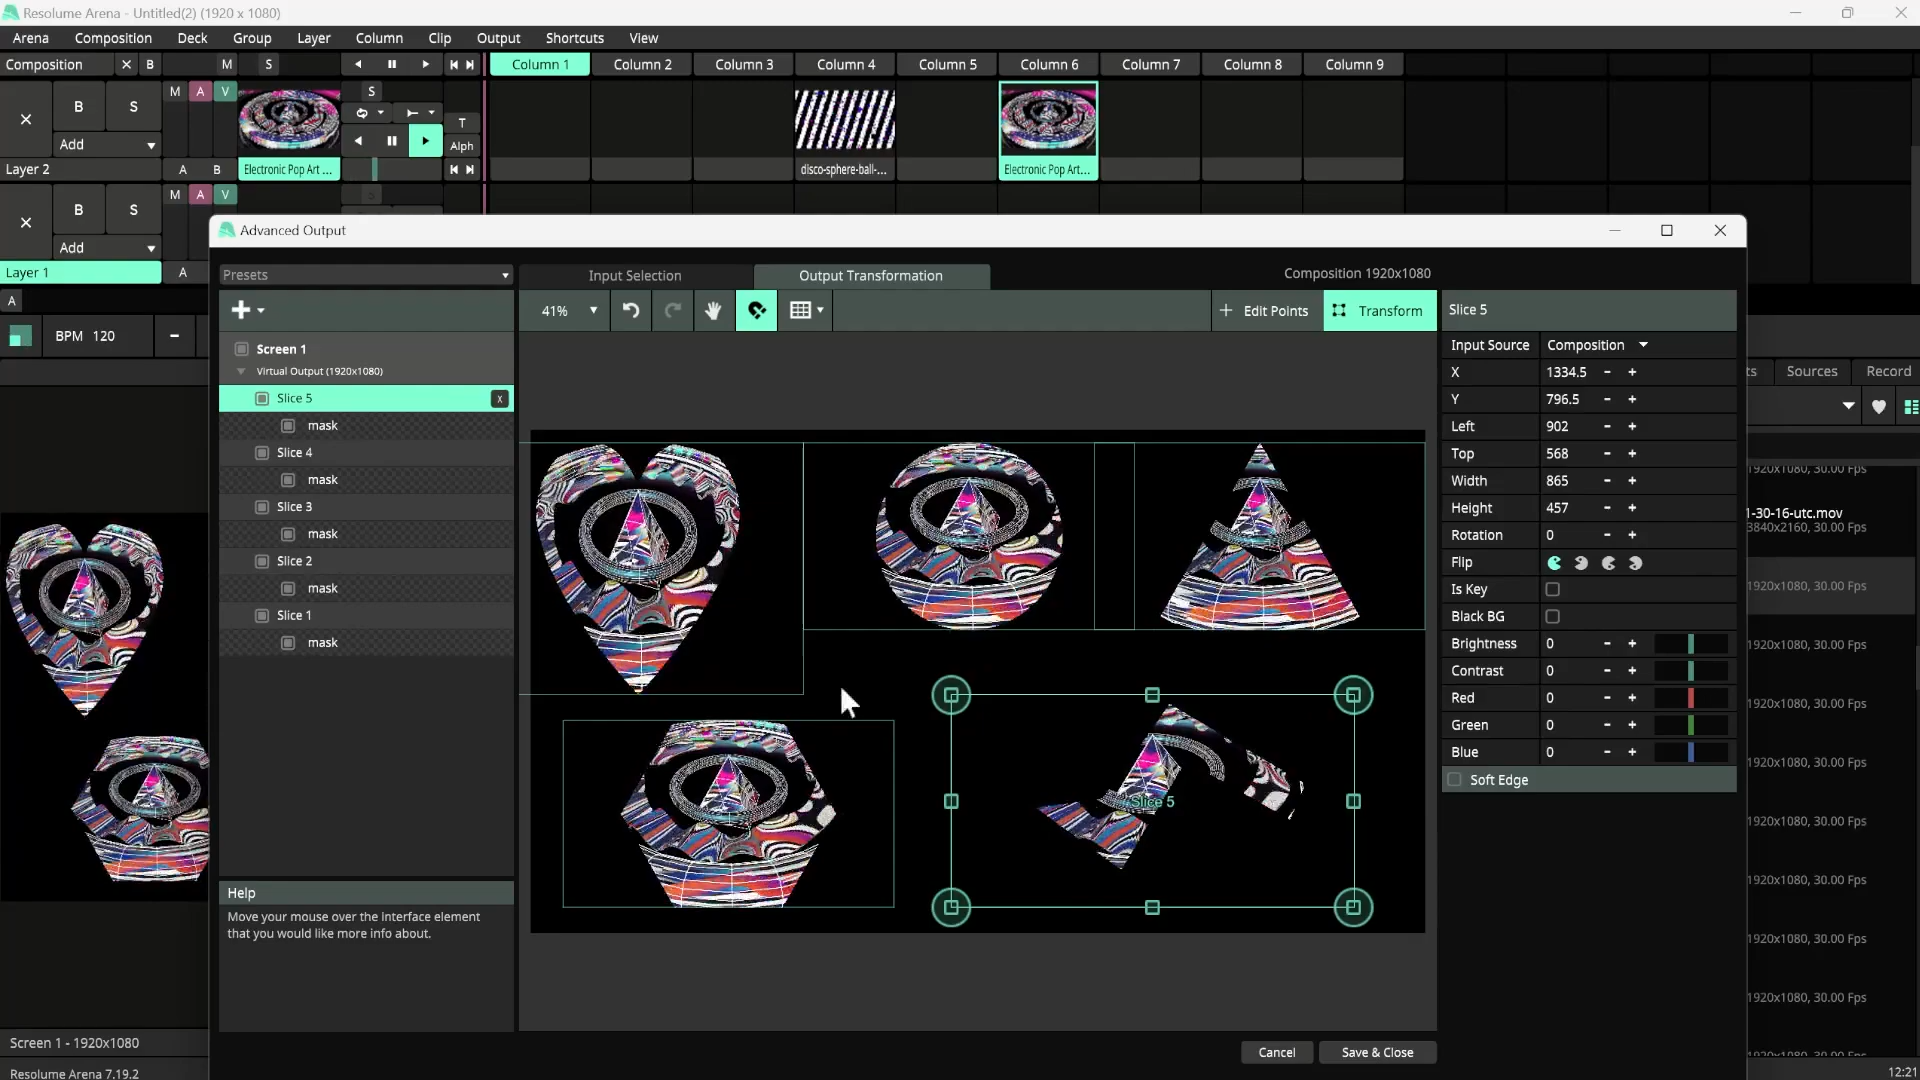 Resolume Arena - Untitled(2) (1920 x 1080)
Arena Composition Deck Group Layer Column Clip Output Shortcuts View
Composition X B M S Column 1 Column 2 Column 3 Column 4 Column 5 Column 6 Column 7 Column 8 Column 9
M A V S
B S T
Add Alph
Layer 2 A B Electronic Pop Art ... disco-sphere-ball-... Electronic Pop Art...
M A V S
B S
Add
Layer 1 A
A
BPM 120
Advanced Output
Presets Input Selection Output Transformation Composition 1920x1080
41% Edit Points Transform Slice 5
Screen 1
Virtual Output (1920x1080)
Slice 5 X
mask
Slice 4
mask
Slice 3
mask
Slice 2
mask
Slice 1
mask
Slice 5
Input Source Composition
X 1334.5 - +
Y 796.5 - +
Left 902 - +
Top 568 - +
Width 865 - +
Height 457 - +
Rotation 0 - +
Flip
Is Key
Black BG
Brightness 0 - +
Contrast 0 - +
Red 0 - +
Green 0 - +
Blue 0 - +
Soft Edge
Help
Move your mouse over the interface element
that you would like more info about.
Cancel Save & Close
ts Sources Record
1920x1080, 30.00 Fps
1-30-16-utc.mov
3840x2160, 30.00 Fps
1920x1080, 30.00 Fps
1920x1080, 30.00 Fps
1920x1080, 30.00 Fps
1920x1080, 30.00 Fps
1920x1080, 30.00 Fps
1920x1080, 30.00 Fps
1920x1080, 30.00 Fps
1920x1080, 30.00 Fps
1920x1080, 30.00 Fps
Screen 1 - 1920x1080
Resolume Arena 7.19.2
12:21